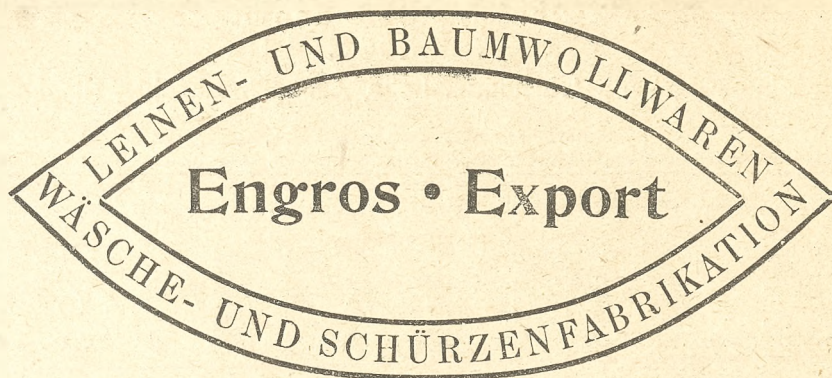 LEINEN- UND BAUMWOLLWAREN
Engros • Export
WÄSCHE- UND SCHÜRZENFABRIKATION